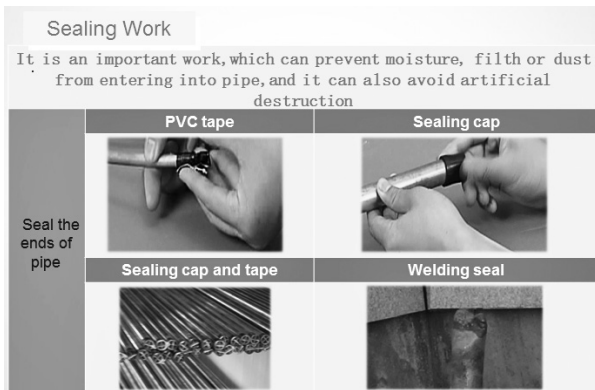 Sealing Work
It is an important work,which can prevent moisture, filth or dust
from entering into pipe,and it can also avoid artificial
destruction
PVC tape
Sealing cap
Seal the
ends of
pipe
Sealing cap and tape
Welding seal